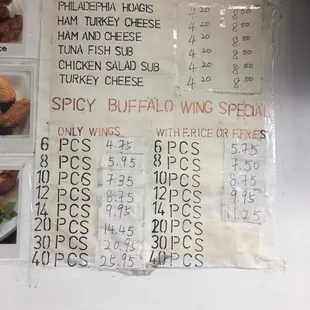 PHILADEPHIA HOAGIS 4 20 8.50
HAM TURKEY CHEESE 4 20 8.50
HAM AND CHEESE 4 20 8.50
TUNA FISH SUB 4 20 8.50
CHICKEN SALAD SUB 4 20 8.50
TURKEY CHEESE 4 20 8.50
SPICY BUFFALO WING SPECIAL
ONLY WINGS WITH F.RICE OR F.FRIES
6 PCS 4.75 6 PCS 5.75
8 PCS 5.95 8 PCS 7.50
10 PCS 7.35 10 PCS 8.75
12 PCS 8.75 12 PCS 9.95
14 PCS 9.95 14 PCS 11.25
20 PCS 14.45 20 PCS
30 PCS 20.95 30 PCS
40 PCS 25.95 40 PCS